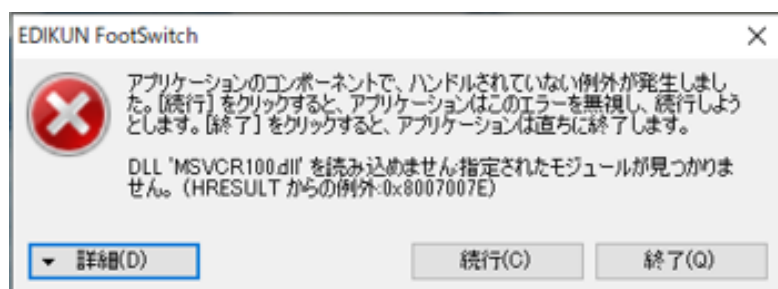 EDIKUN FootSwitch
アプリケーションのコンポーネントで、ハンドルされていない例外が発生しまし
た。[続行] をクリックすると、アプリケーションはこのエラーを無視し、続行しよう
とします。[終了] をクリックすると、アプリケーションは直ちに終了します。
DLL 'MSVCR100.dll' を読み込めません:指定されたモジュールが見つかりま
せん。 (HRESULT からの例外:0x8007007E)
詳細(D)
続行(C)
終了(Q)